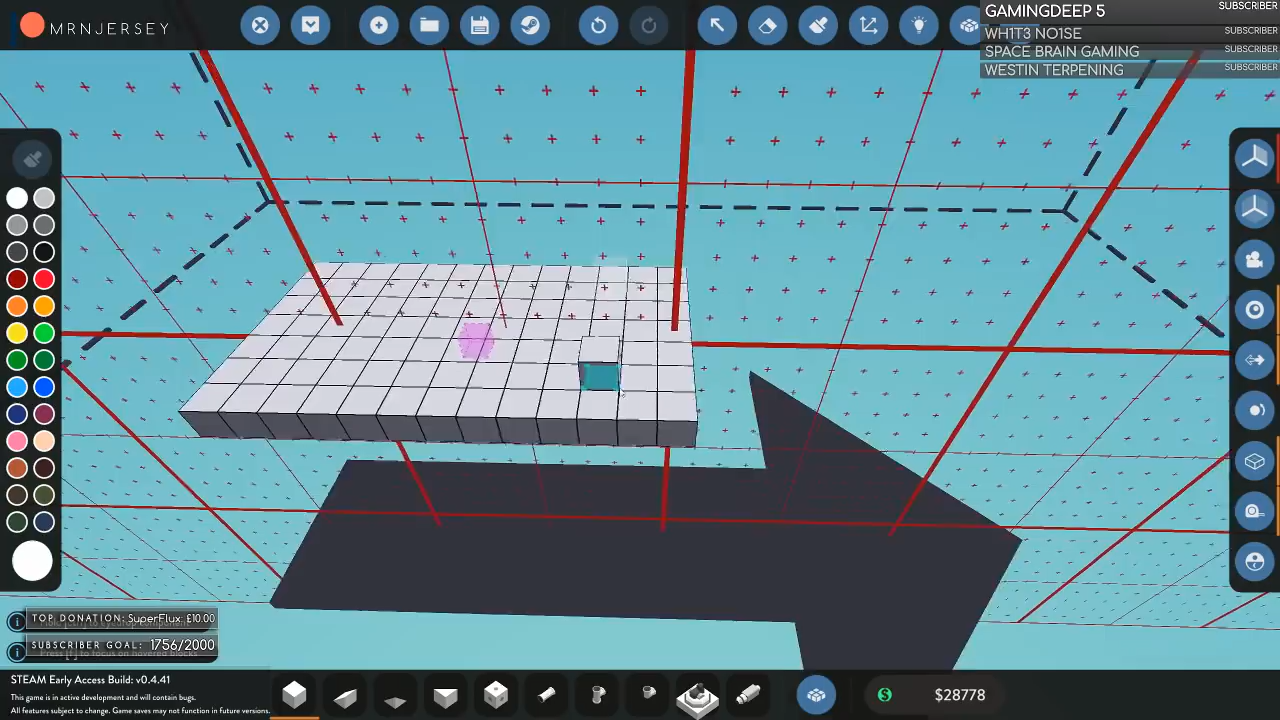 MRNJERSEY
GAMINGDEEP 5 SUBSCRIBER
WH1T3 NO1SE SUBSCRIBER
SPACE BRAIN GAMING SUBSCRIBER
WESTIN TERPENING SUBSCRIBER
TOP DONATION: SuperFlux: £10.00
SUBSCRIBER GOAL: 1756/2000
STEAM Early Access Build: v0.4.41
This game is in active development and will contain bugs.
All features subject to change. Game saves may not function in future versions.
$ $28778